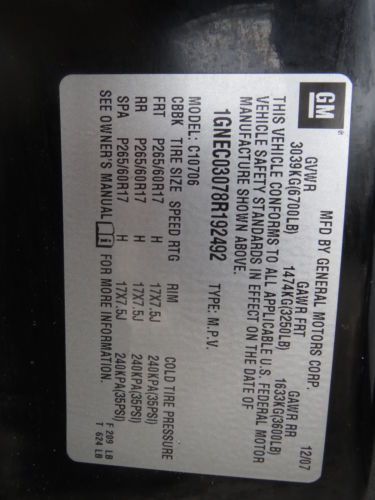 GM ®
MFD BY GENERAL MOTORS CORP. 12/07
GVWR GAWR FRT GAWR RR
3039KG(6700LB) 1474KG(3250LB) 1633KG(3600LB)
THIS VEHICLE CONFORMS TO ALL APPLICABLE U.S. FEDERAL MOTOR
VEHICLE SAFETY STANDARDS IN EFFECT ON THE DATE OF
MANUFACTURE SHOWN ABOVE.
1GNEC03078R192492 TYPE: M.P.V.
MODEL: C10706
CBBK TIRE SIZE SPEED RTG RIM COLD TIRE PRESSURE
FRT P265/60R17 H 17X7.5J 240KPA(35PSI)
RR P265/60R17 H 17X7.5J 240KPA(35PSI)
SPA P265/60R17 H 17X7.5J 240KPA(35PSI)
SEE OWNER'S MANUAL i FOR MORE INFORMATION.
F 209 LB
T 624 LB